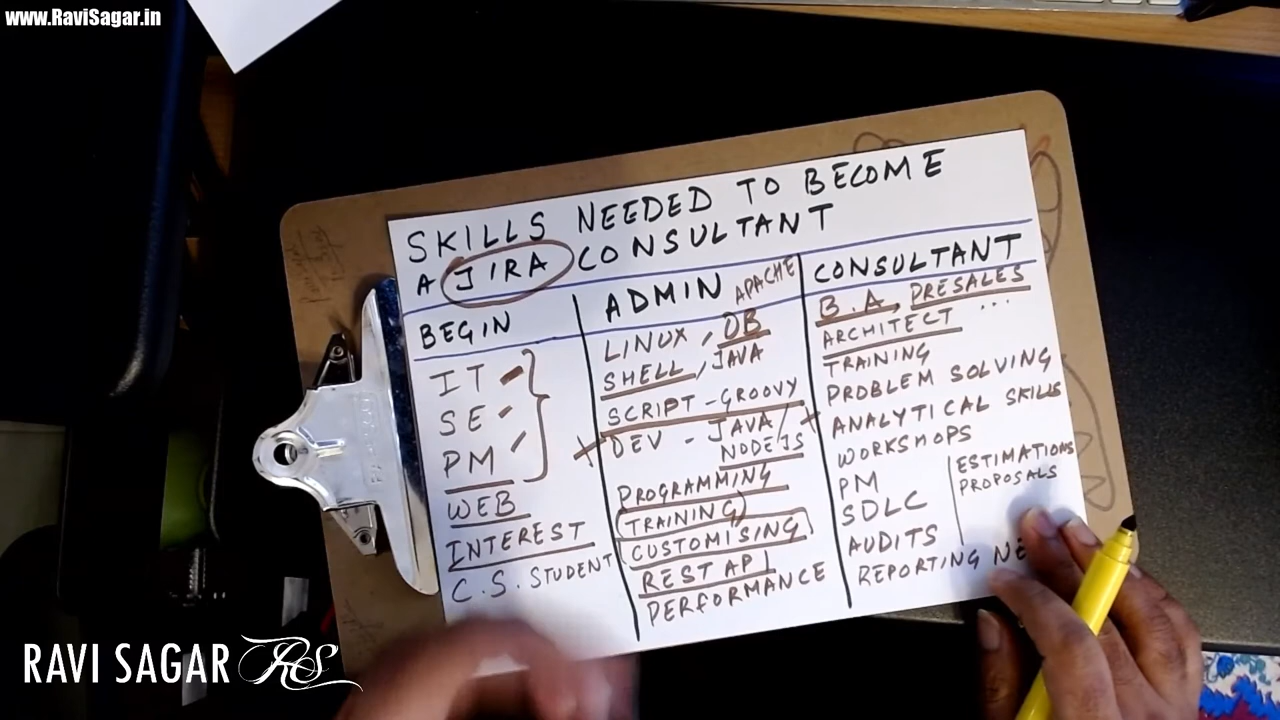 www.RaviSagar.in
SKILLS NEEDED TO BECOME
A JIRA CONSULTANT
BEGIN
IT
SE
PM
WEB
INTEREST
C.S. STUDENT
ADMIN
APACHE
LINUX, DB
SHELL, JAVA
SCRIPT - GROOVY
DEV - JAVA/
NODEJS
PROGRAMMING
TRAINING
CUSTOMISING
REST API
PERFORMANCE
CONSULTANT
B.A, PRESALES
ARCHITECT ...
TRAINING
PROBLEM SOLVING
ANALYTICAL SKILLS
WORKSHOPS
PM
SDLC
AUDITS
REPORTING
ESTIMATIONS
PROPOSALS
RAVI SAGAR RS